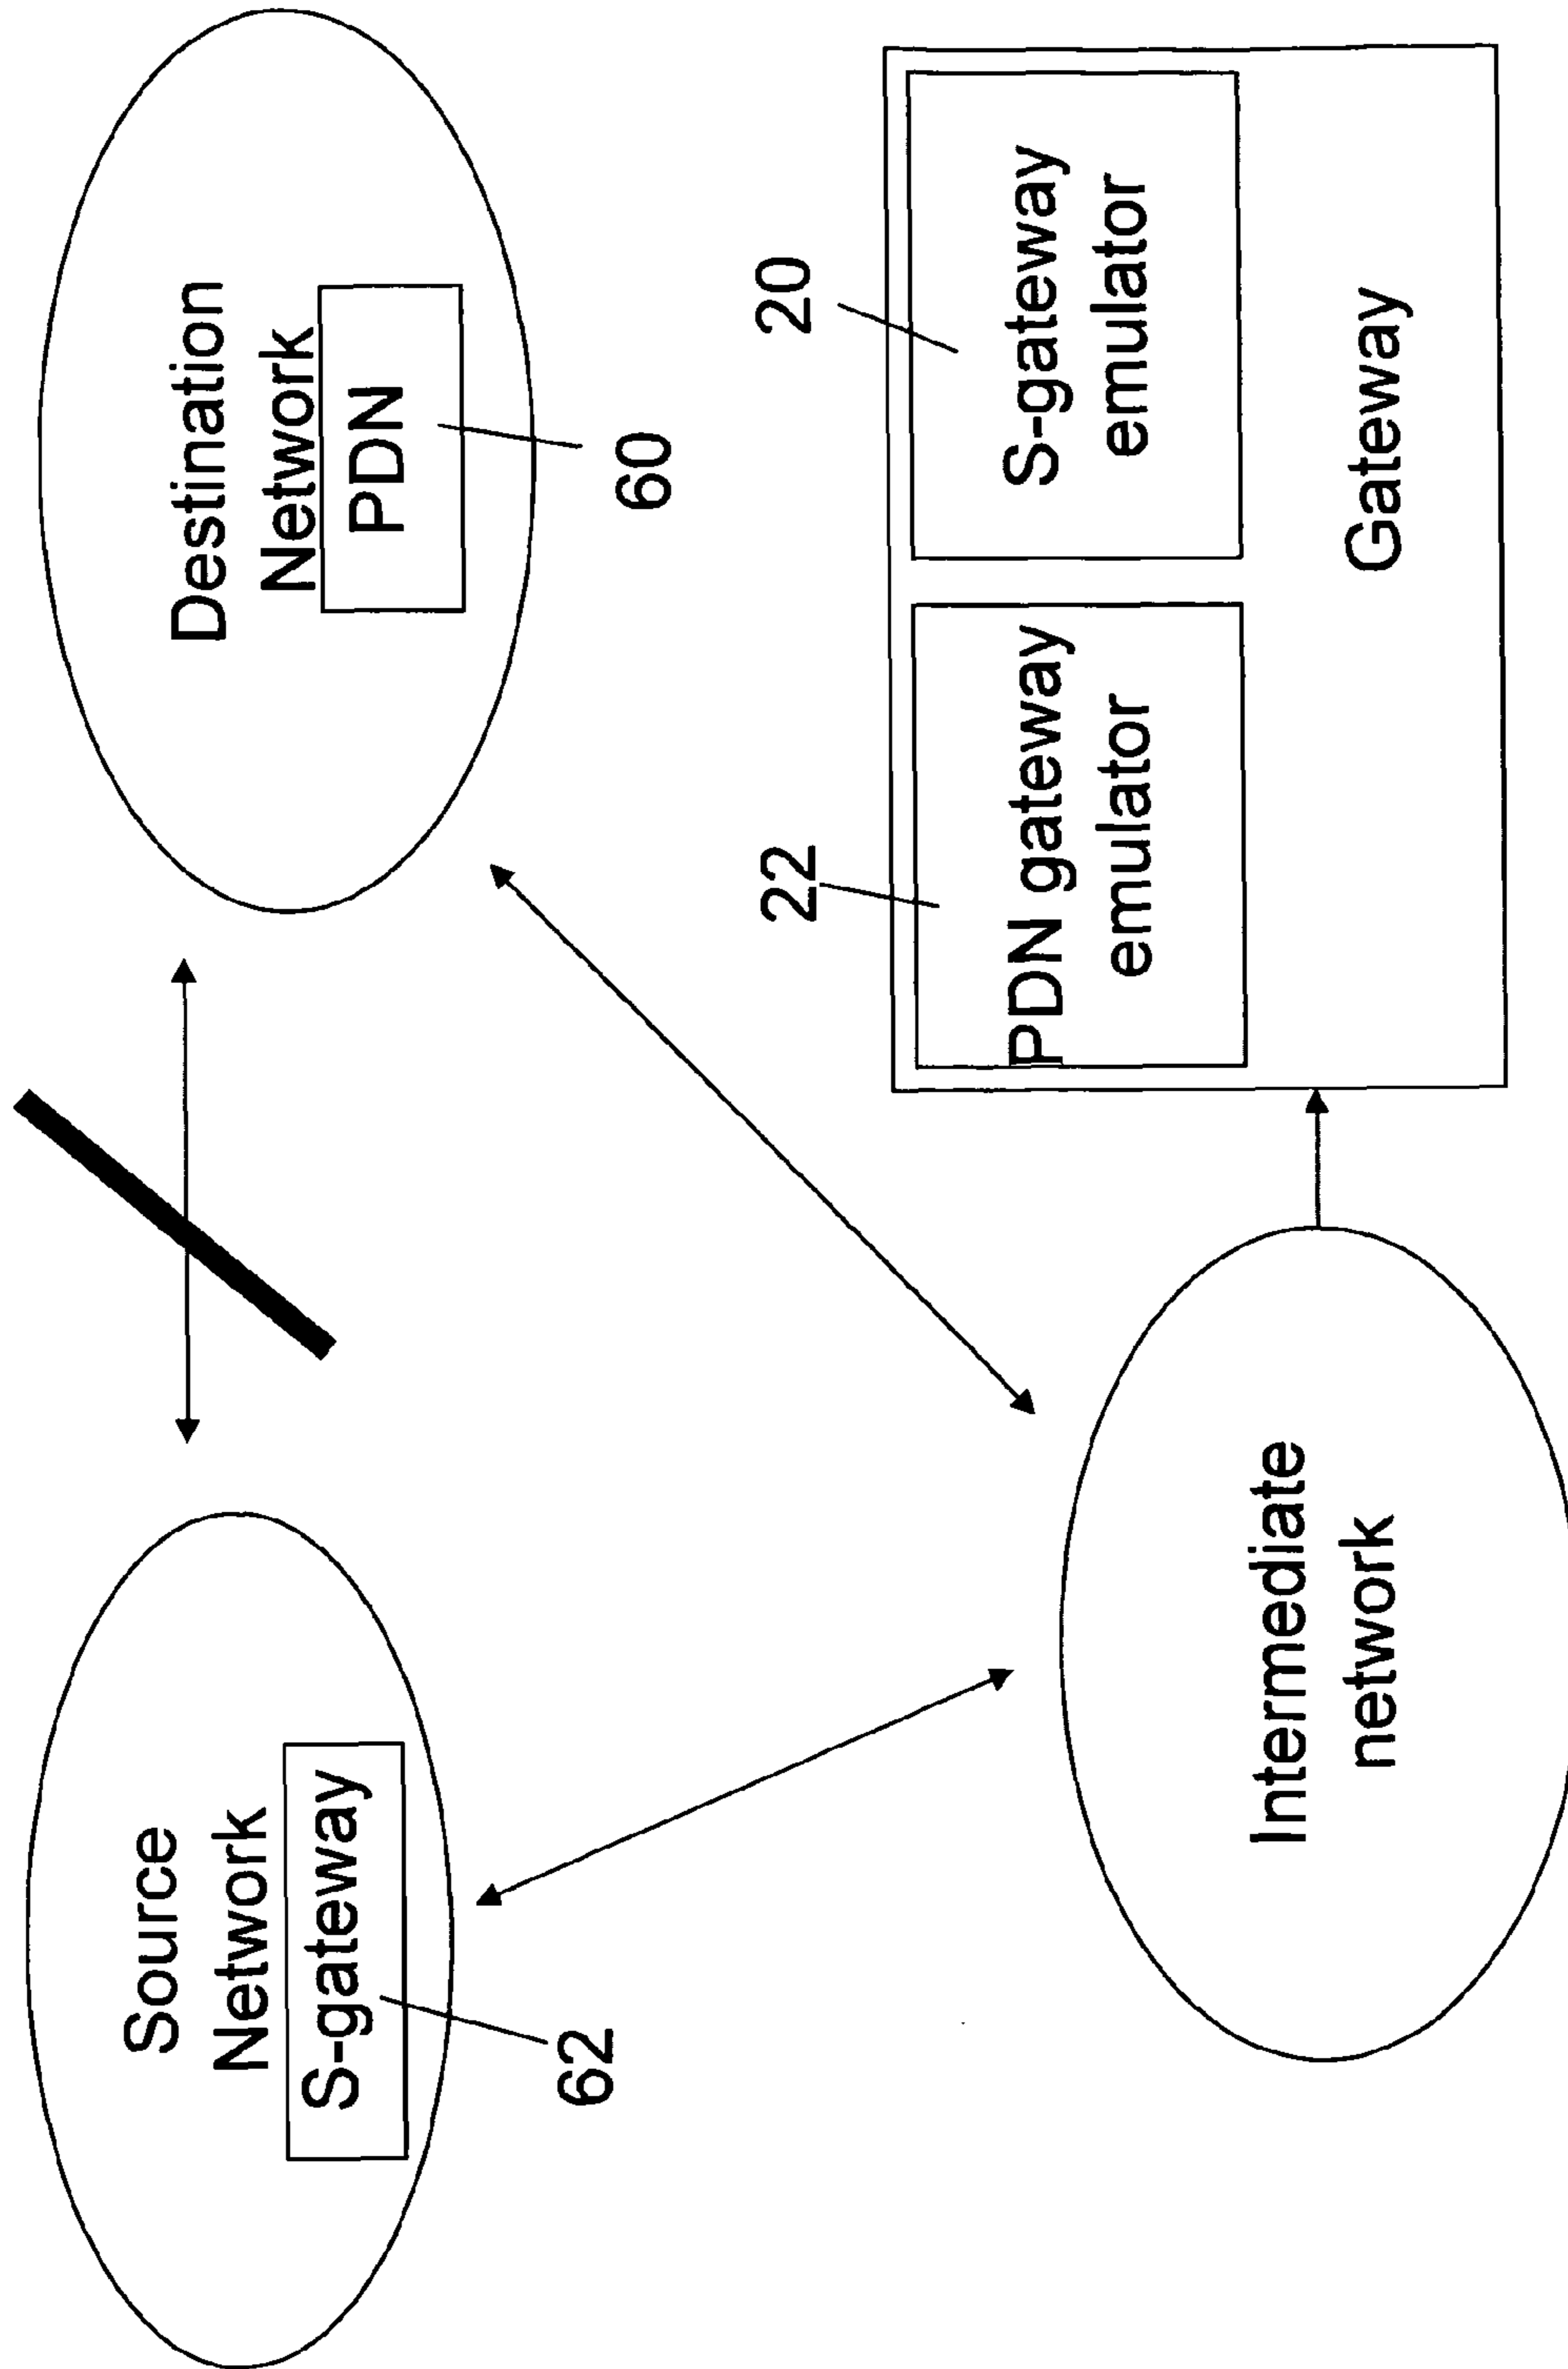 Source
Network
S-gateway
62
Destination
Network
PDN
60
Intermediate
network
22
20
PDN gateway
emulator
S-gateway
emulator
Gateway